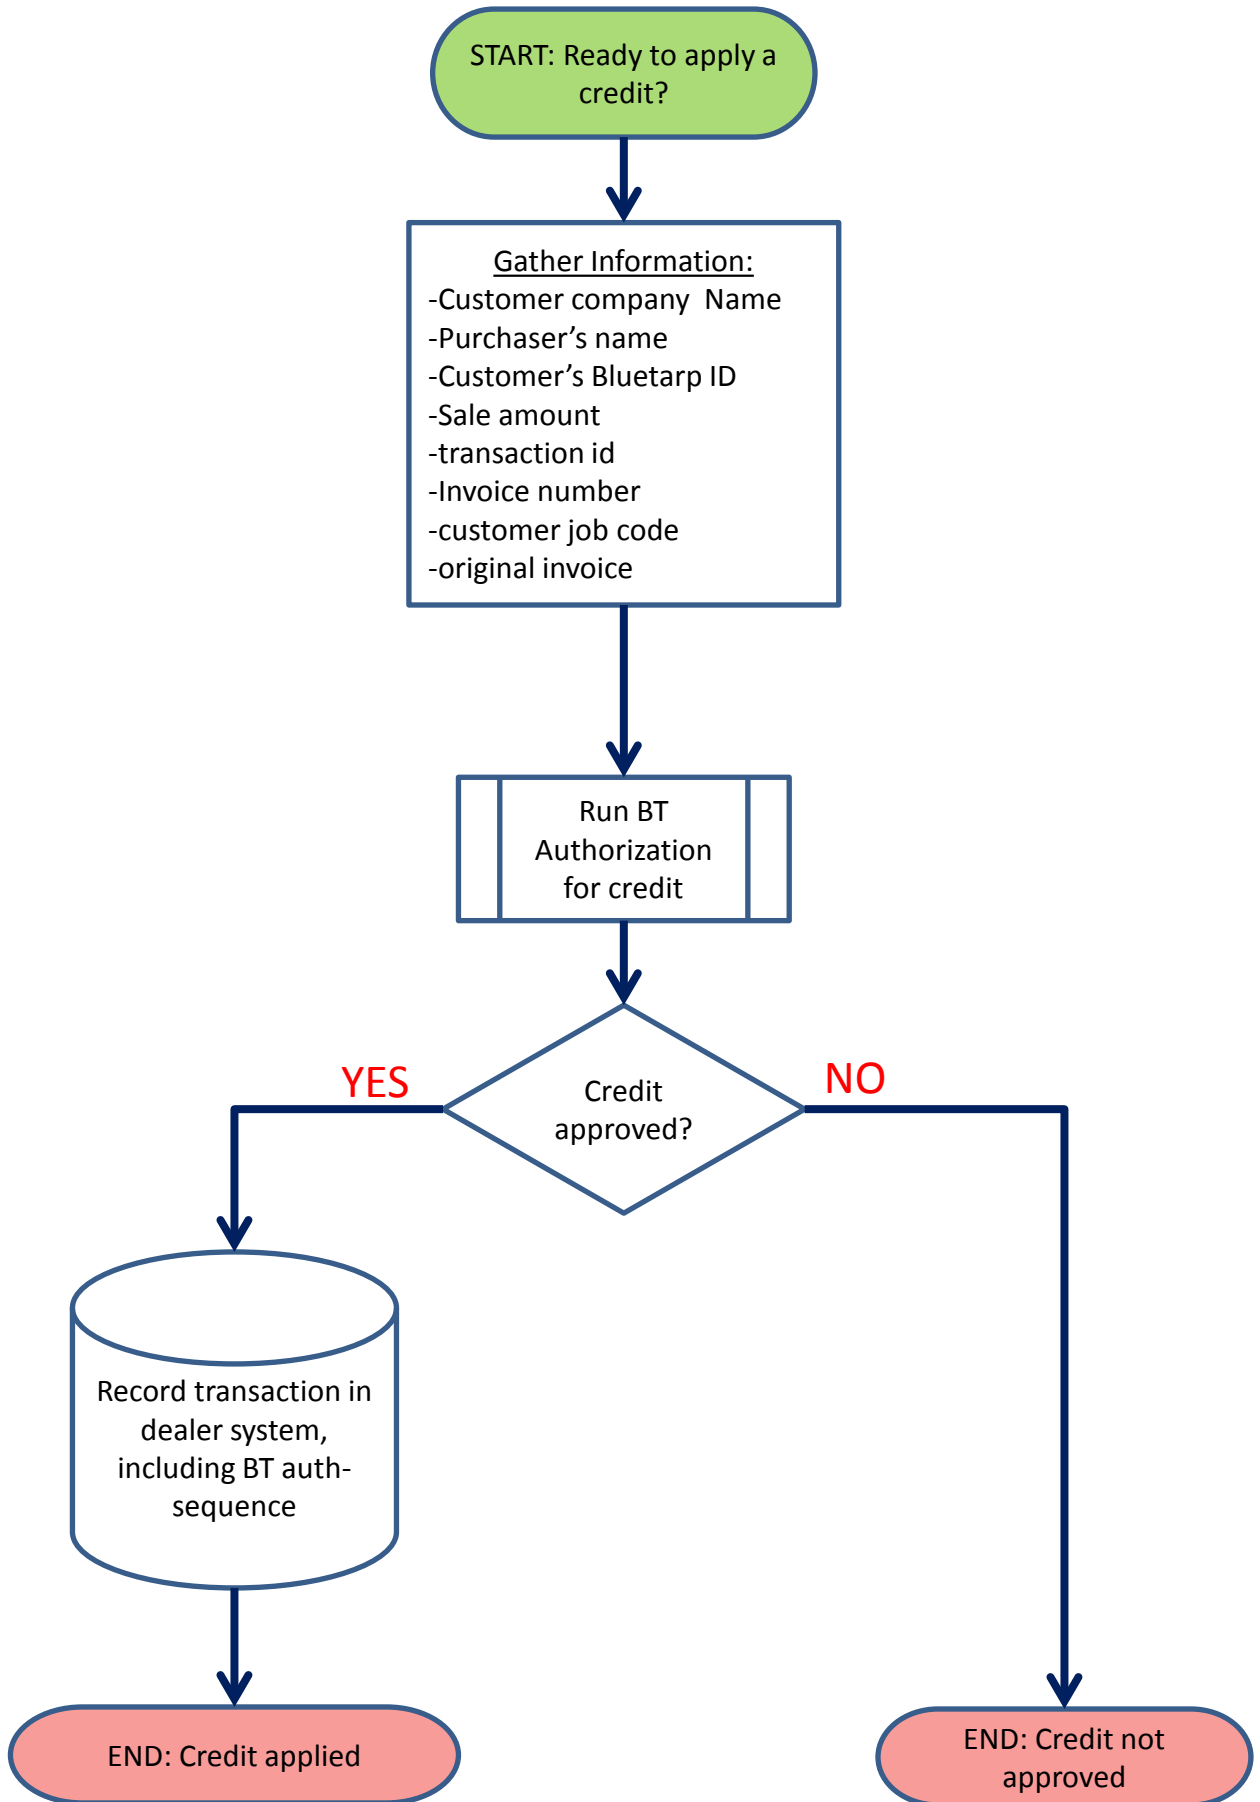 START: Ready to apply a
credit?
Gather Information:
-Customer company  Name
-Purchaser’s name
-Customer’s Bluetarp ID
-Sale amount
-transaction id
-Invoice number
-customer job code
-original invoice
Run BT
Authorization
for credit
Credit
approved?
YES
NO
Record transaction in
dealer system,
including BT auth-
sequence
END: Credit applied
END: Credit not
approved